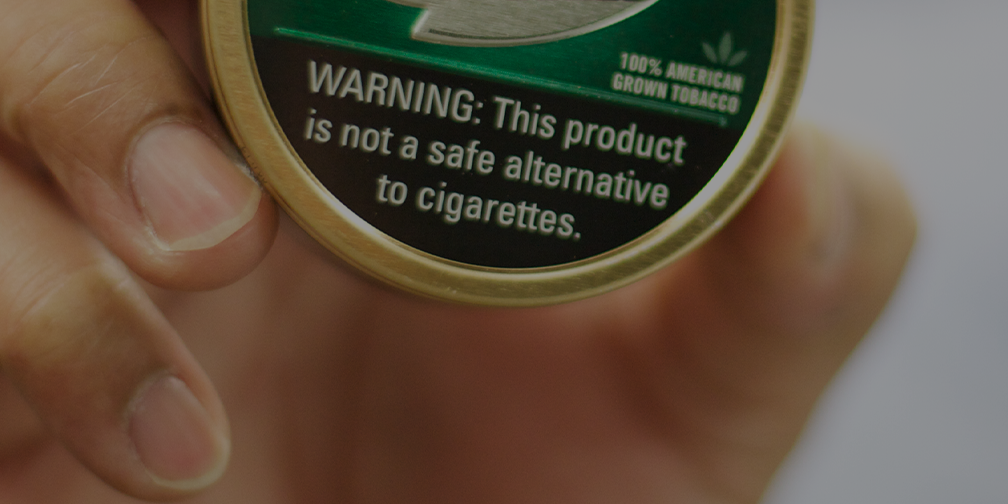 100% AMERICAN
GROWN TOBACCO
WARNING: This product
is not a safe alternative
to cigarettes.